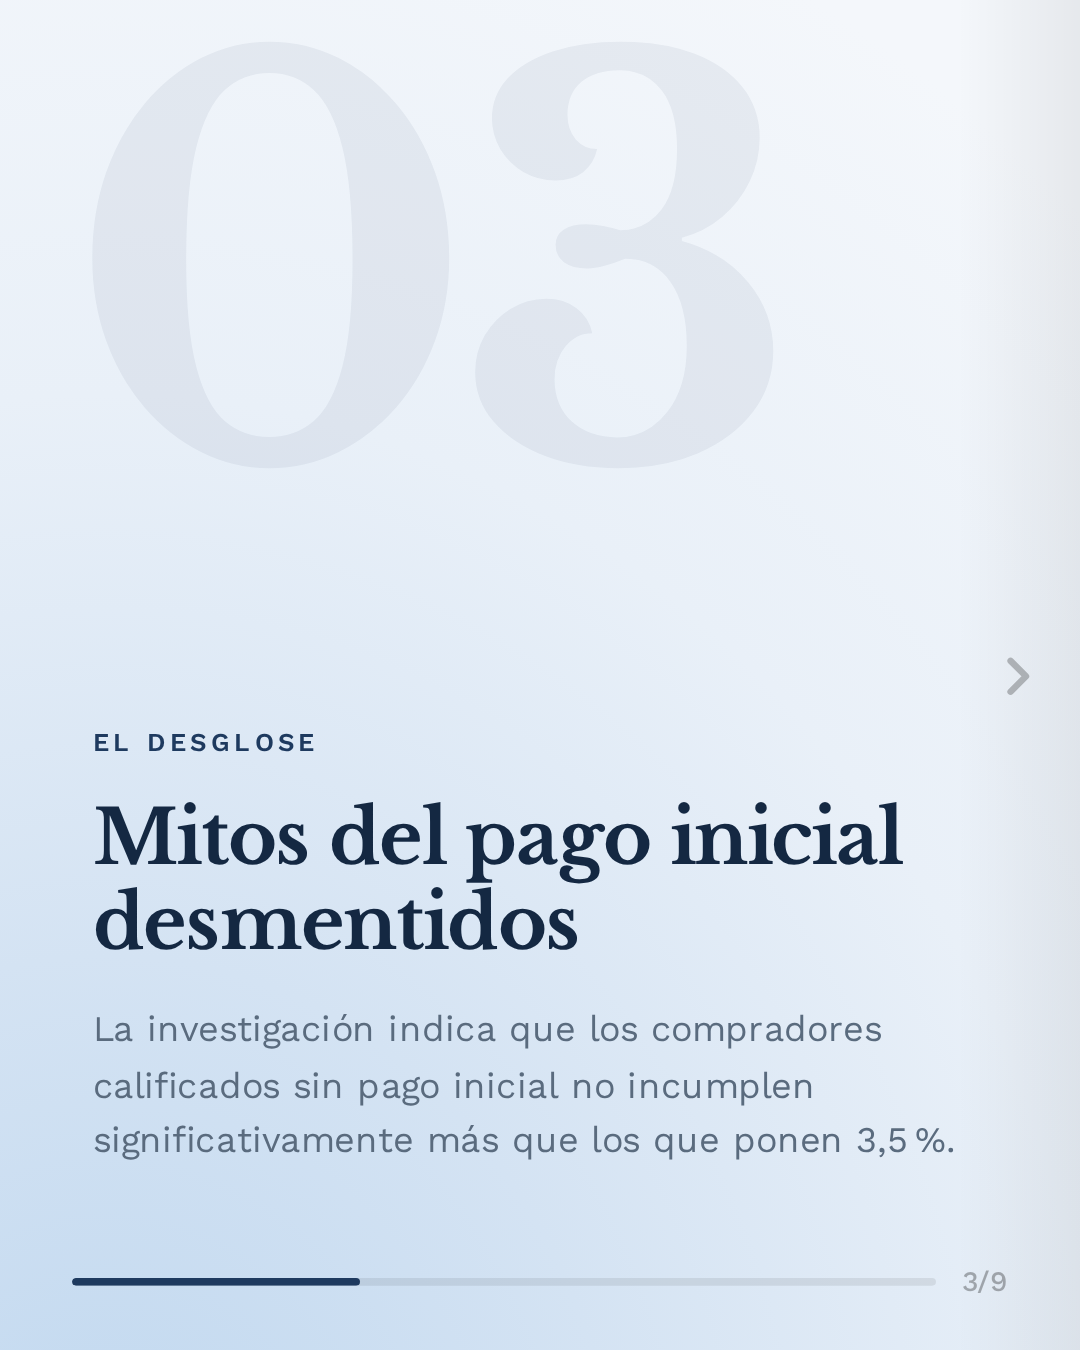 03
EL DESGLOSE
Mitos del pago inicial
desmentidos
La investigación indica que los compradores
calificados sin pago inicial no incumplen
significativamente más que los que ponen 3,5 %.
3/9